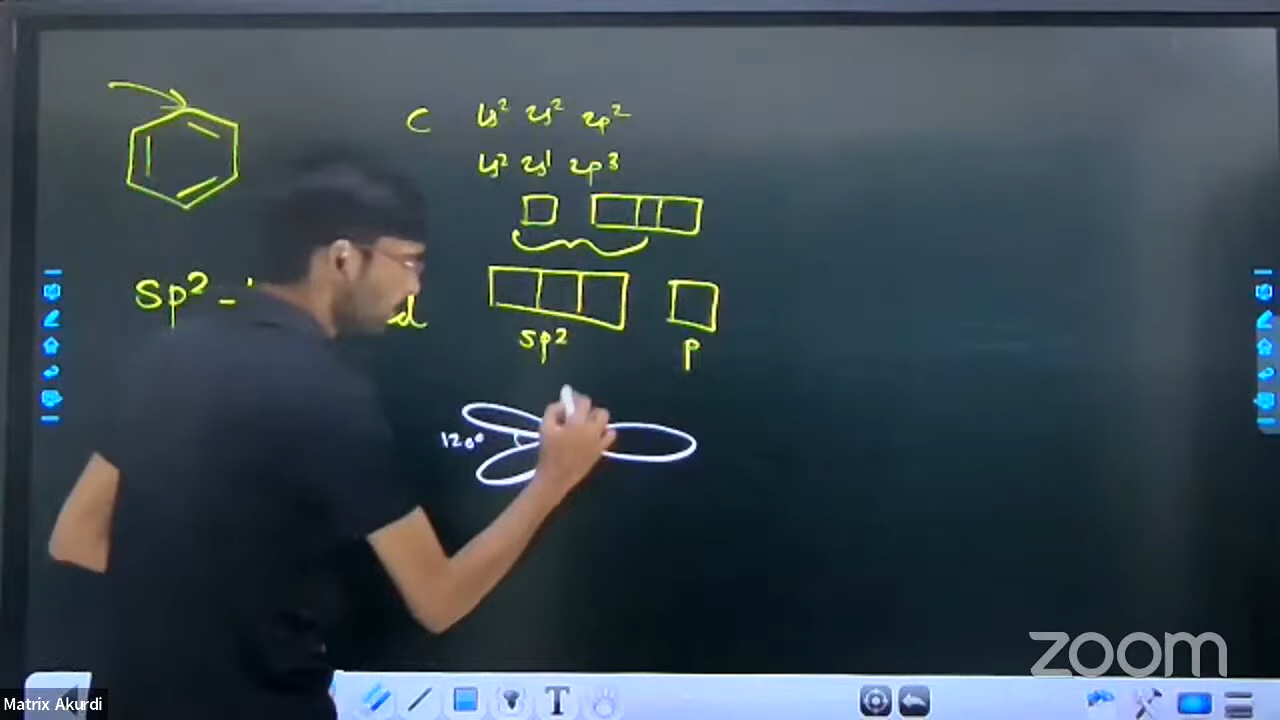 C 1s² 2s² 2p²
1s² 2s¹ 2p³
sp² - d
sp²
p
120°
zoom
Matrix Akurdi
T